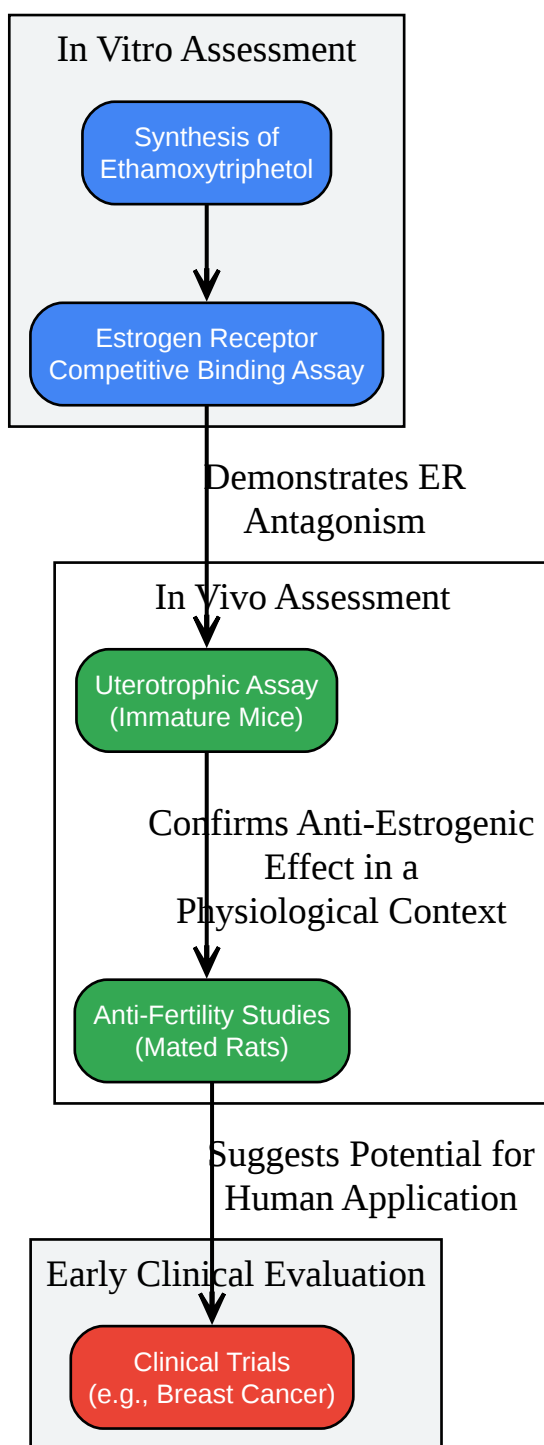 In Vitro Assessment
Synthesis of
Ethamoxytriphetol
Estrogen Receptor
Competitive Binding Assay
Demonstrates ER
Antagonism
In Vivo Assessment
Uterotrophic Assay
(Immature Mice)
Confirms Anti-Estrogenic
Effect in a
Physiological Context
Anti-Fertility Studies
(Mated Rats)
Suggests Potential for
Human Application
Early Clinical Evaluation
Clinical Trials
(e.g., Breast Cancer)